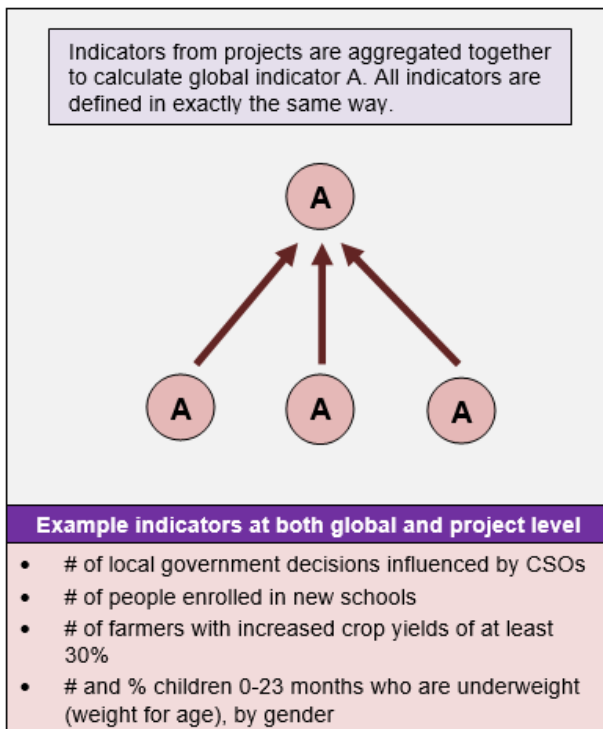 Indicators from projects are aggregated together
to calculate global indicator A. All indicators are
defined in exactly the same way.
A
A
A
A
Example indicators at both global and project level
• # of local government decisions influenced by CSOs
• # of people enrolled in new schools
• # of farmers with increased crop yields of at least
30%
• # and % children 0-23 months who are underweight
(weight for age), by gender